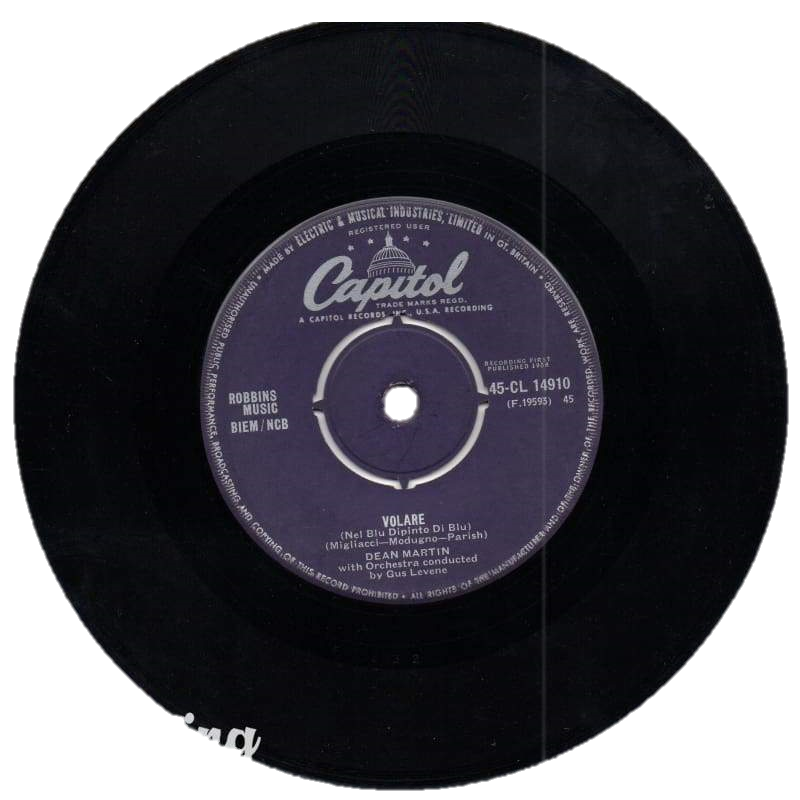 MADE BY ELECTRIC & MUSICAL INDUSTRIES, LIMITED IN GT. BRITAIN •
REGISTERED USER
Capitol
TRADE MARKS REGD.
A CAPITOL RECORDS, INC., U.S.A. RECORDING
RECORDING FIRST
PUBLISHED 1958
45-CL 14910
(F.19593) 45
ROBBINS
MUSIC
BIEM/NCB
VOLARE
(Nel Blu Dipinto Di Blu)
(Migliacci—Modugno—Parish)
DEAN MARTIN
with Orchestra conducted
by Gus Levene
UNAUTHORISED PUBLIC PERFORMANCE, BROADCASTING AND COPYING OF THIS RECORD PROHIBITED • ALL RIGHTS OF THE MANUFACTURER AND OF THE OWNER OF THE RECORDED WORK ARE RESERVED